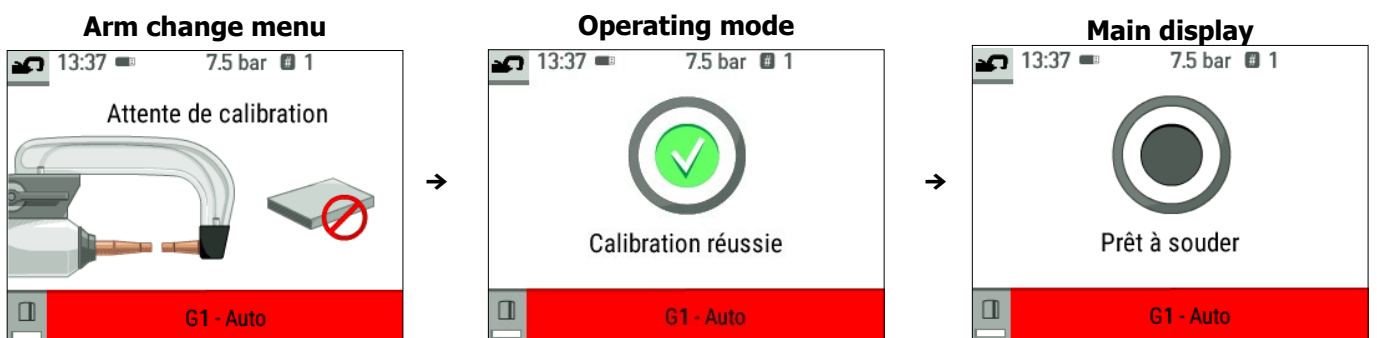 Arm change menu
13:37 7.5 bar # 1
Attente de calibration
G1 - Auto
Operating mode
13:37 7.5 bar # 1
Calibration réussie
G1 - Auto
Main display
13:37 7.5 bar # 1
Prêt à souder
G1 - Auto